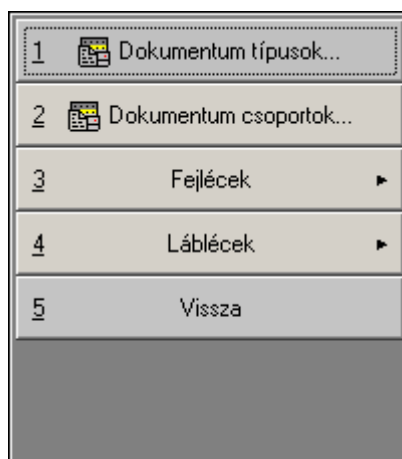 1 Dokumentum típusok...
2 Dokumentum csoportok...
3 Fejlécek
4 Láblécek
5 Vissza